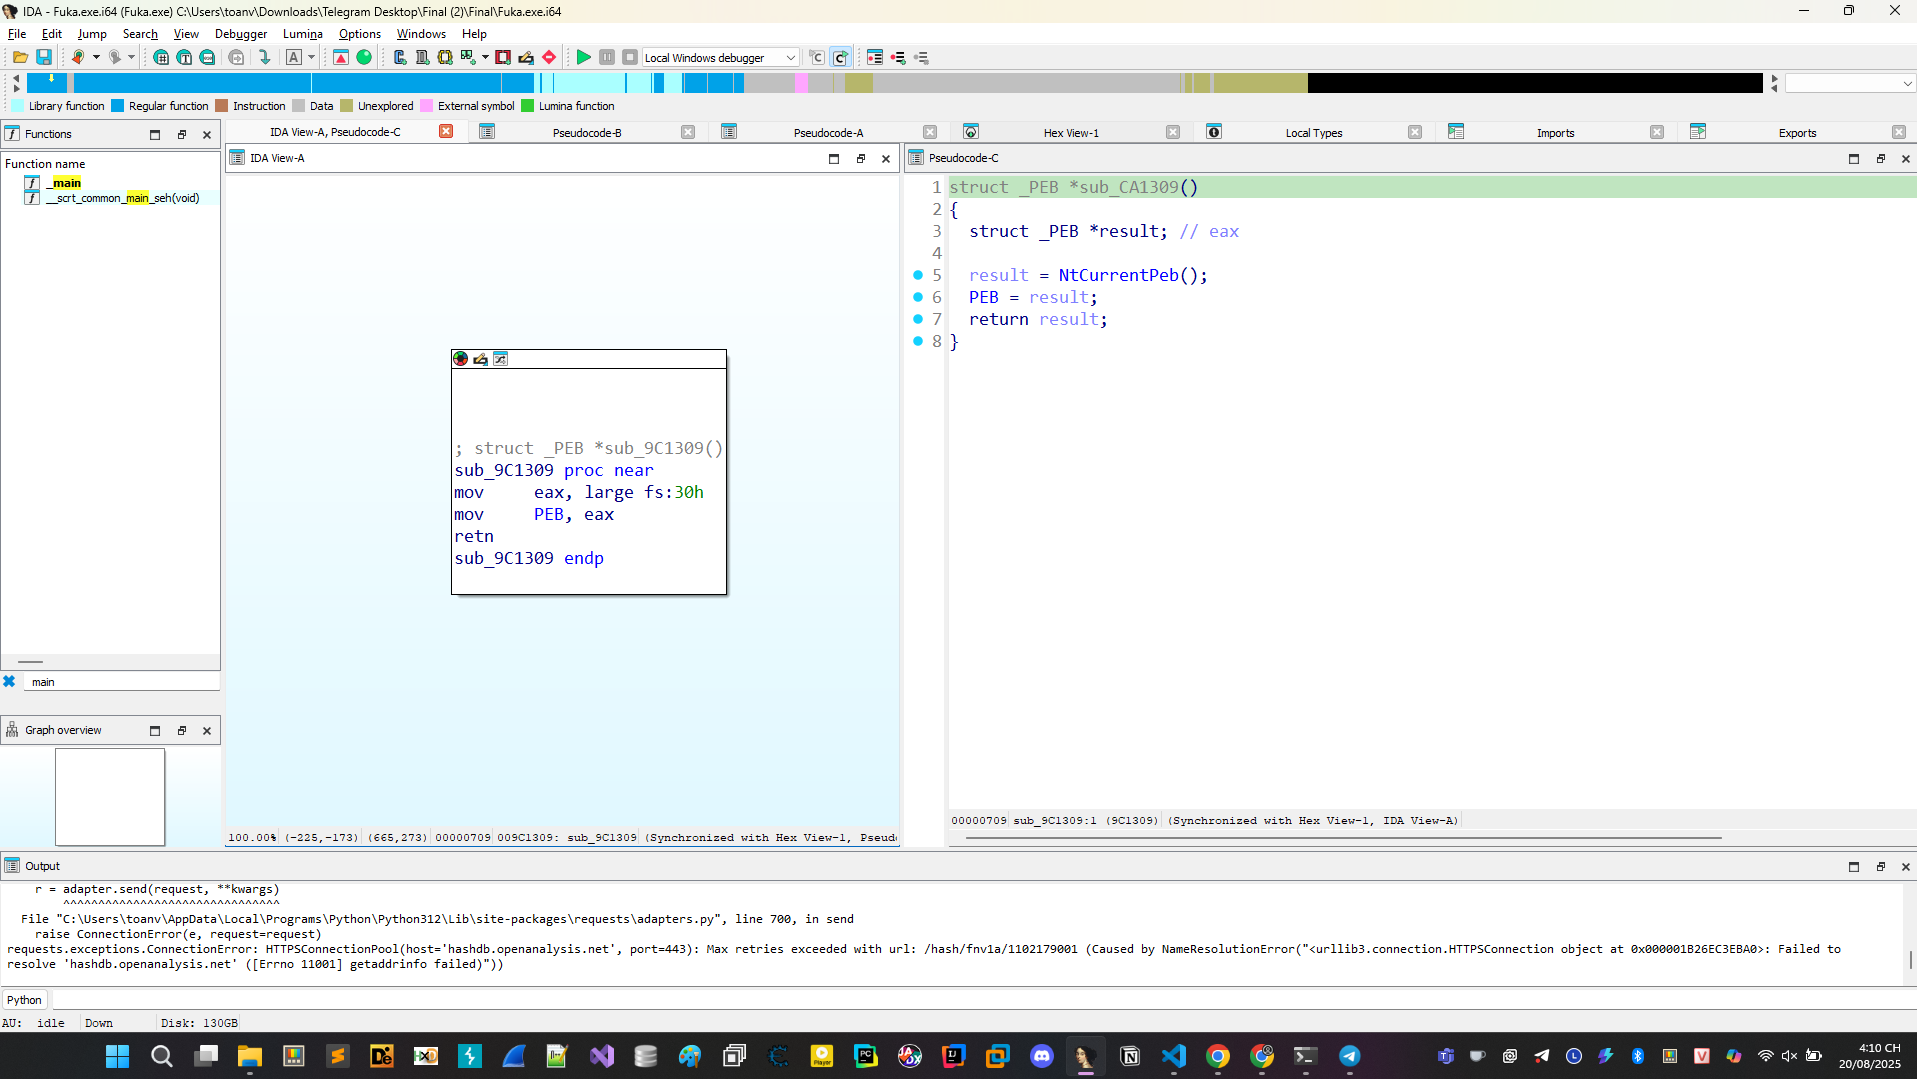 IDA - Fuka.exe.i64 (Fuka.exe) C:\Users\toanv\Downloads\Telegram Desktop\Final (2)\Final\Fuka.exe.i64
File Edit Jump Search View Debugger Lumina Options Windows Help
Local Windows debugger
Library function Regular function Instruction Data Unexplored External symbol Lumina function
Functions
Function name
_main
__scrt_common_main_seh(void)
main
Graph overview
IDA View-A, Pseudocode-C Pseudocode-B Pseudocode-A Hex View-1 Local Types Imports Exports
IDA View-A
; struct _PEB *sub_9C1309()
sub_9C1309 proc near
mov eax, large fs:30h
mov PEB, eax
retn
sub_9C1309 endp
100.00% (-225,-173) (665,273) 00000709 009C1309: sub_9C1309 (Synchronized with Hex View-1, Pseud
Pseudocode-C
1 struct _PEB *sub_CA1309()
2 {
3 struct _PEB *result; // eax
4
5 result = NtCurrentPeb();
6 PEB = result;
7 return result;
8 }
00000709 sub_9C1309:1 (9C1309) (Synchronized with Hex View-1, IDA View-A)
Output
r = adapter.send(request, **kwargs)
^^^^^^^^^^^^^^^^^^^^^^^^^^^^^^^
File "C:\Users\toanv\AppData\Local\Programs\Python\Python312\Lib\site-packages\requests\adapters.py", line 700, in send
raise ConnectionError(e, request=request)
requests.exceptions.ConnectionError: HTTPSConnectionPool(host='hashdb.openanalysis.net', port=443): Max retries exceeded with url: /hash/fnv1a/1102179001 (Caused by NameResolutionError("<urllib3.connection.HTTPSConnection object at 0x000001B26EC3EBA0>: Failed to
resolve 'hashdb.openanalysis.net' ([Errno 11001] getaddrinfo failed)"))
Python
AU: idle Down Disk: 130GB
4:10 CH
20/08/2025